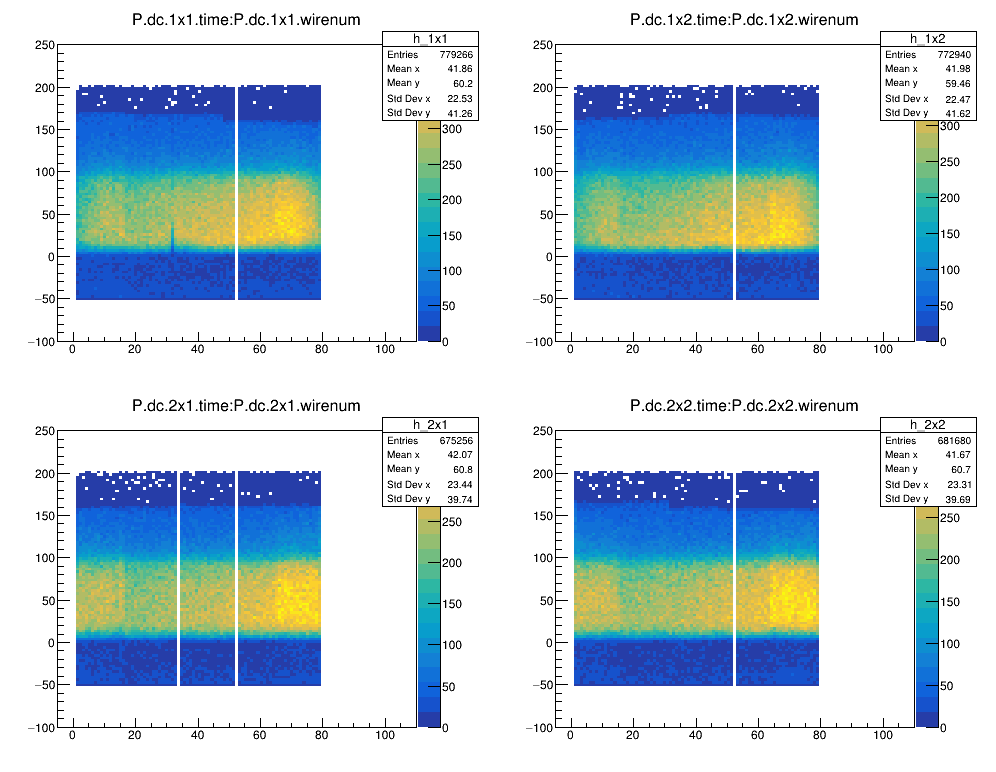 P.dc.1x1.time:P.dc.1x1.wirenum
h_1x1
Entries 779266
Mean x 41.86
Mean y 60.2
Std Dev x 22.53
Std Dev y 41.26
250
200
150
100
50
0
−50
−100
0 20 40 60 80 100
300
250
200
150
100
50
0
P.dc.1x2.time:P.dc.1x2.wirenum
h_1x2
Entries 772940
Mean x 41.98
Mean y 59.46
Std Dev x 22.47
Std Dev y 41.62
250
200
150
100
50
0
−50
−100
0 20 40 60 80 100
300
250
200
150
100
50
0
P.dc.2x1.time:P.dc.2x1.wirenum
h_2x1
Entries 675256
Mean x 42.07
Mean y 60.8
Std Dev x 23.44
Std Dev y 39.74
250
200
150
100
50
0
−50
−100
0 20 40 60 80 100
250
200
150
100
50
0
P.dc.2x2.time:P.dc.2x2.wirenum
h_2x2
Entries 681680
Mean x 41.67
Mean y 60.7
Std Dev x 23.31
Std Dev y 39.69
250
200
150
100
50
0
−50
−100
0 20 40 60 80 100
250
200
150
100
50
0